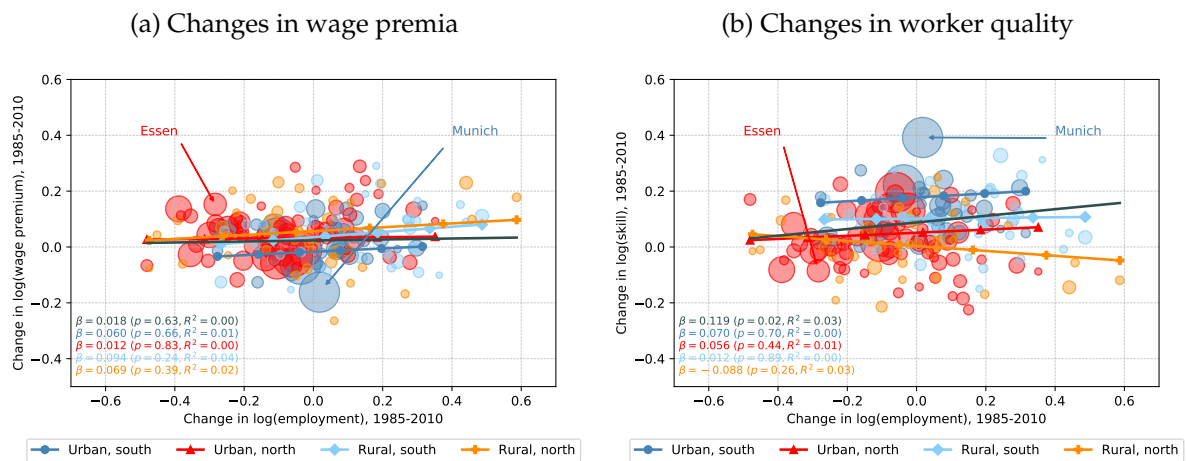 (a) Changes in wage premia
Change in log(wage premium), 1985-2010
0.6
0.4
0.2
0.0
−0.2
−0.4
Essen
Munich
β = 0.018 (p = 0.63, R² = 0.00)
β = 0.060 (p = 0.66, R² = 0.01)
β = 0.012 (p = 0.83, R² = 0.00)
β = 0.094 (p = 0.24, R² = 0.04)
β = 0.069 (p = 0.39, R² = 0.02)
−0.6 −0.4 −0.2 0.0 0.2 0.4 0.6
Change in log(employment), 1985-2010
Urban, south Urban, north Rural, south Rural, north
(b) Changes in worker quality
Change in log(skill), 1985-2010
0.6
0.4
0.2
0.0
−0.2
−0.4
Essen
Munich
β = 0.119 (p = 0.02, R² = 0.03)
β = 0.070 (p = 0.70, R² = 0.00)
β = 0.056 (p = 0.44, R² = 0.01)
β = 0.012 (p = 0.89, R² = 0.00)
β = −0.088 (p = 0.26, R² = 0.03)
−0.6 −0.4 −0.2 0.0 0.2 0.4 0.6
Change in log(employment), 1985-2010
Urban, south Urban, north Rural, south Rural, north